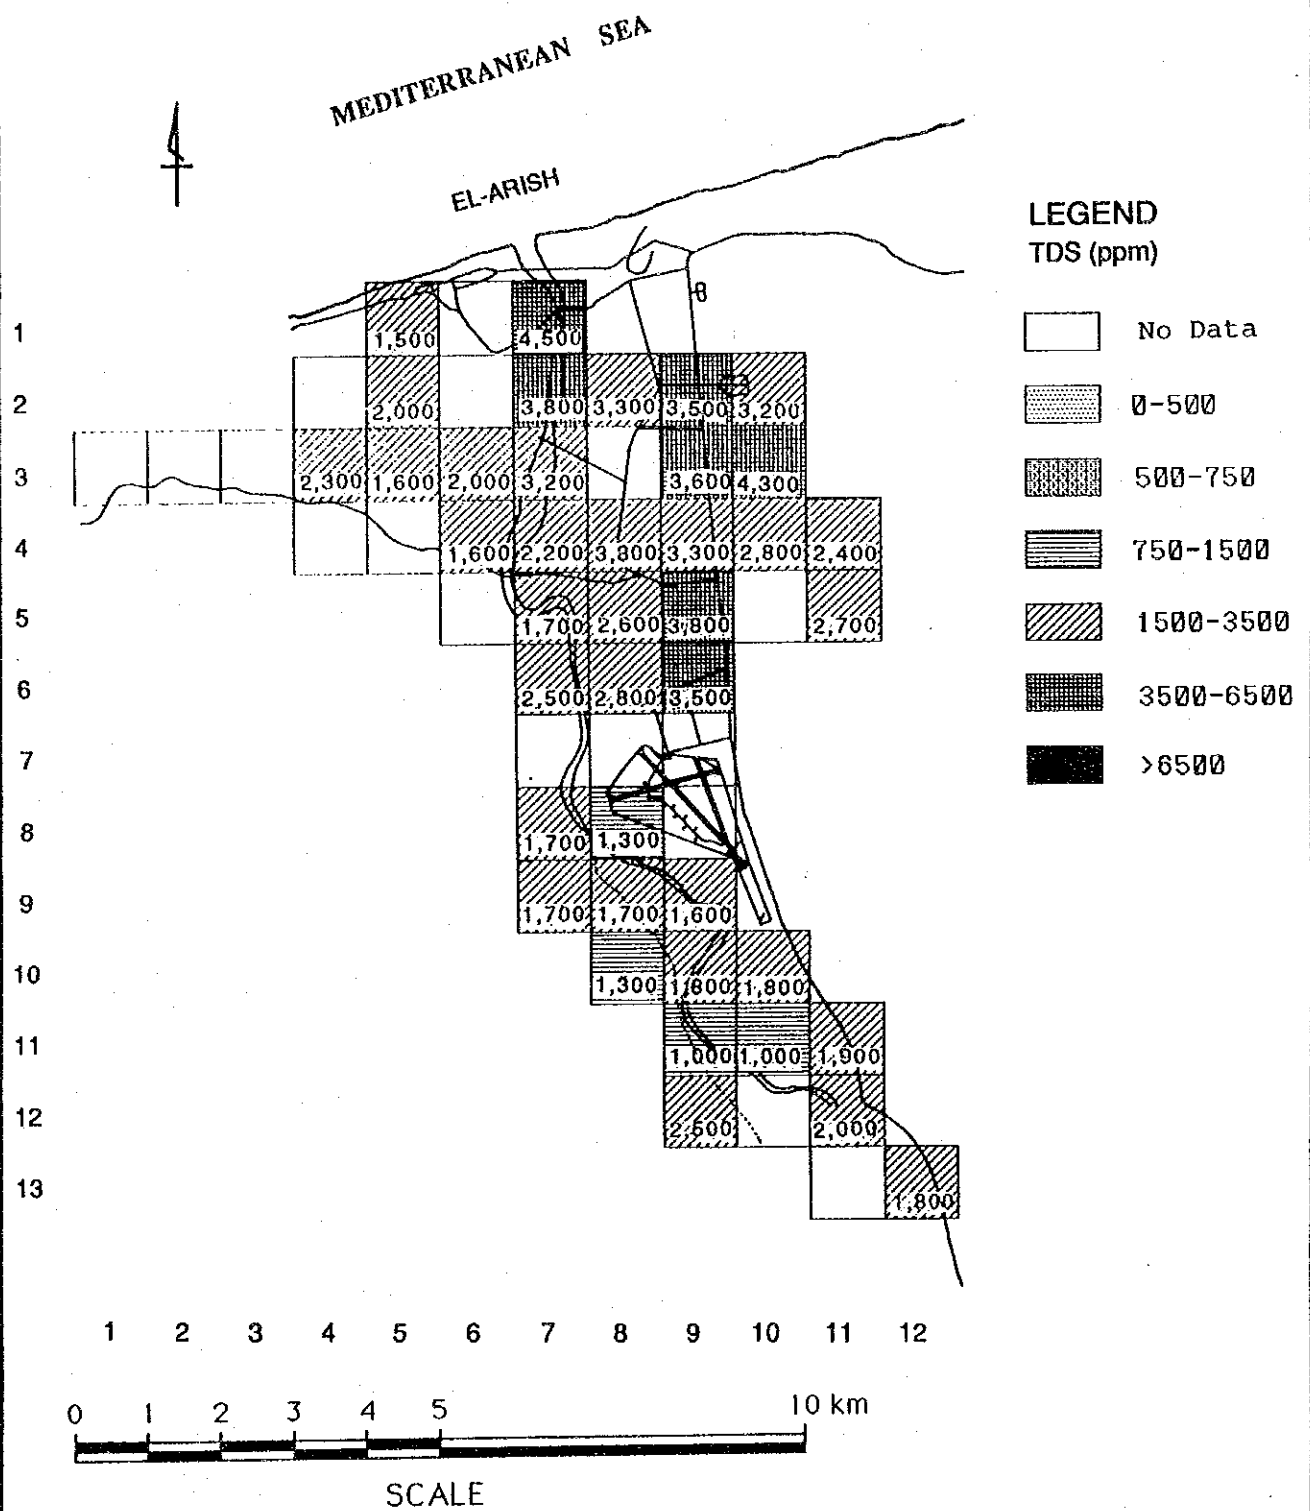 MEDITERRANEAN SEA
EL-ARISH
LEGEND
TDS (ppm)
No Data
0-500
500-750
750-1500
1500-3500
3500-6500
>6500
1 1,500 4,500
2 2,000 3,800 3,300 3,500 3,200
3 2,300 1,600 2,000 3,200 3,600 4,300
4 1,600 2,200 3,800 3,300 2,800 2,400
5 1,700 2,600 3,800 2,700
6 2,500 2,800 3,500
7
8 1,700 1,300
9 1,700 1,700 1,600
10 1,300 1,800 1,800
11 1,000 1,000 1,900
12 2,500 2,000
13 1,800
1 2 3 4 5 6 7 8 9 10 11 12
0 1 2 3 4 5 10 km
SCALE